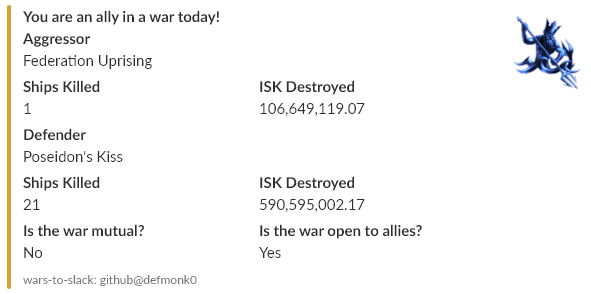 You are an ally in a war today!
Aggressor
Federation Uprising
Ships Killed ISK Destroyed
1 106,649,119.07
Defender
Poseidon's Kiss
Ships Killed ISK Destroyed
21 590,595,002.17
Is the war mutual? Is the war open to allies?
No Yes
wars-to-slack: github@defmonk0